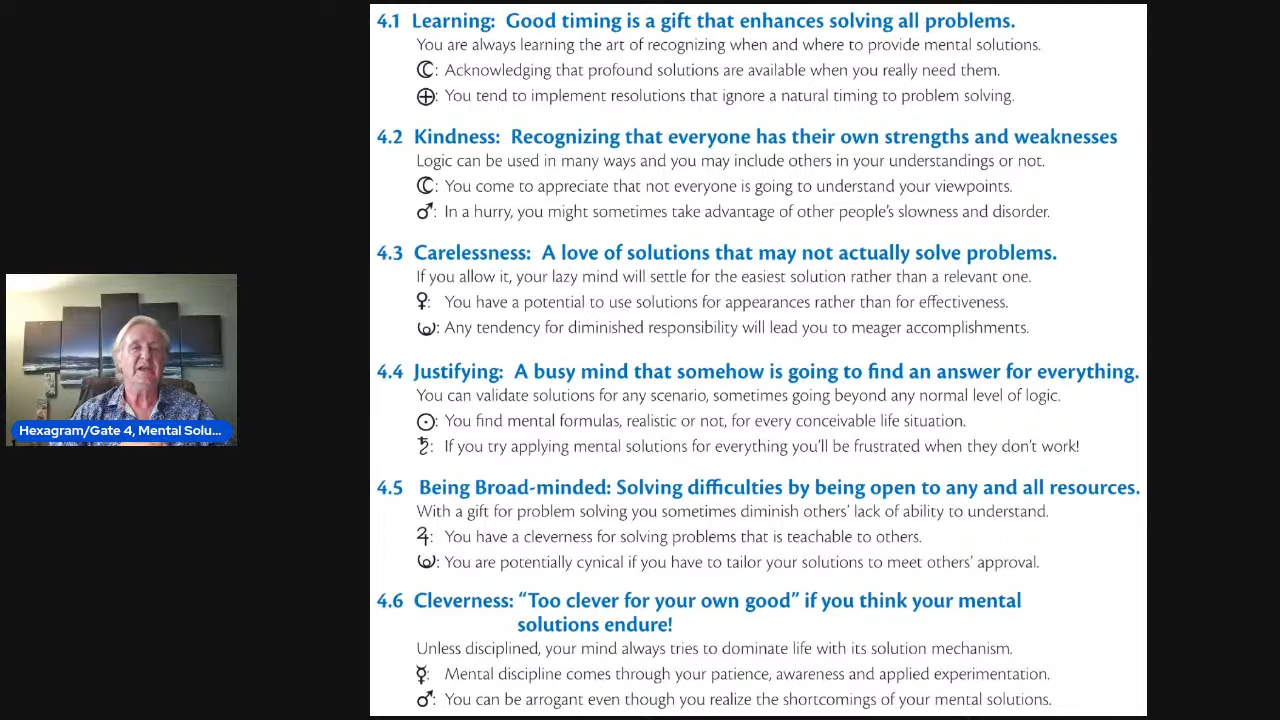 4.1 Learning: Good timing is a gift that enhances solving all problems.
You are always learning the art of recognizing when and where to provide mental solutions.
☾: Acknowledging that profound solutions are available when you really need them.
⊕: You tend to implement resolutions that ignore a natural timing to problem solving.
4.2 Kindness: Recognizing that everyone has their own strengths and weaknesses
Logic can be used in many ways and you may include others in your understandings or not.
☾: You come to appreciate that not everyone is going to understand your viewpoints.
♂: In a hurry, you might sometimes take advantage of other people's slowness and disorder.
4.3 Carelessness: A love of solutions that may not actually solve problems.
If you allow it, your lazy mind will settle for the easiest solution rather than a relevant one.
♀: You have a potential to use solutions for appearances rather than for effectiveness.
: Any tendency for diminished responsibility will lead you to meager accomplishments.
4.4 Justifying: A busy mind that somehow is going to find an answer for everything.
You can validate solutions for any scenario, sometimes going beyond any normal level of logic.
☉: You find mental formulas, realistic or not, for every conceivable life situation.
♄: If you try applying mental solutions for everything you'll be frustrated when they don't work!
4.5 Being Broad-minded: Solving difficulties by being open to any and all resources.
With a gift for problem solving you sometimes diminish others' lack of ability to understand.
♃: You have a cleverness for solving problems that is teachable to others.
: You are potentially cynical if you have to tailor your solutions to meet others' approval.
4.6 Cleverness: “Too clever for your own good” if you think your mental
solutions endure!
Unless disciplined, your mind always tries to dominate life with its solution mechanism.
☿: Mental discipline comes through your patience, awareness and applied experimentation.
♂: You can be arrogant even though you realize the shortcomings of your mental solutions.
Hexagram/Gate 4, Mental Solu...